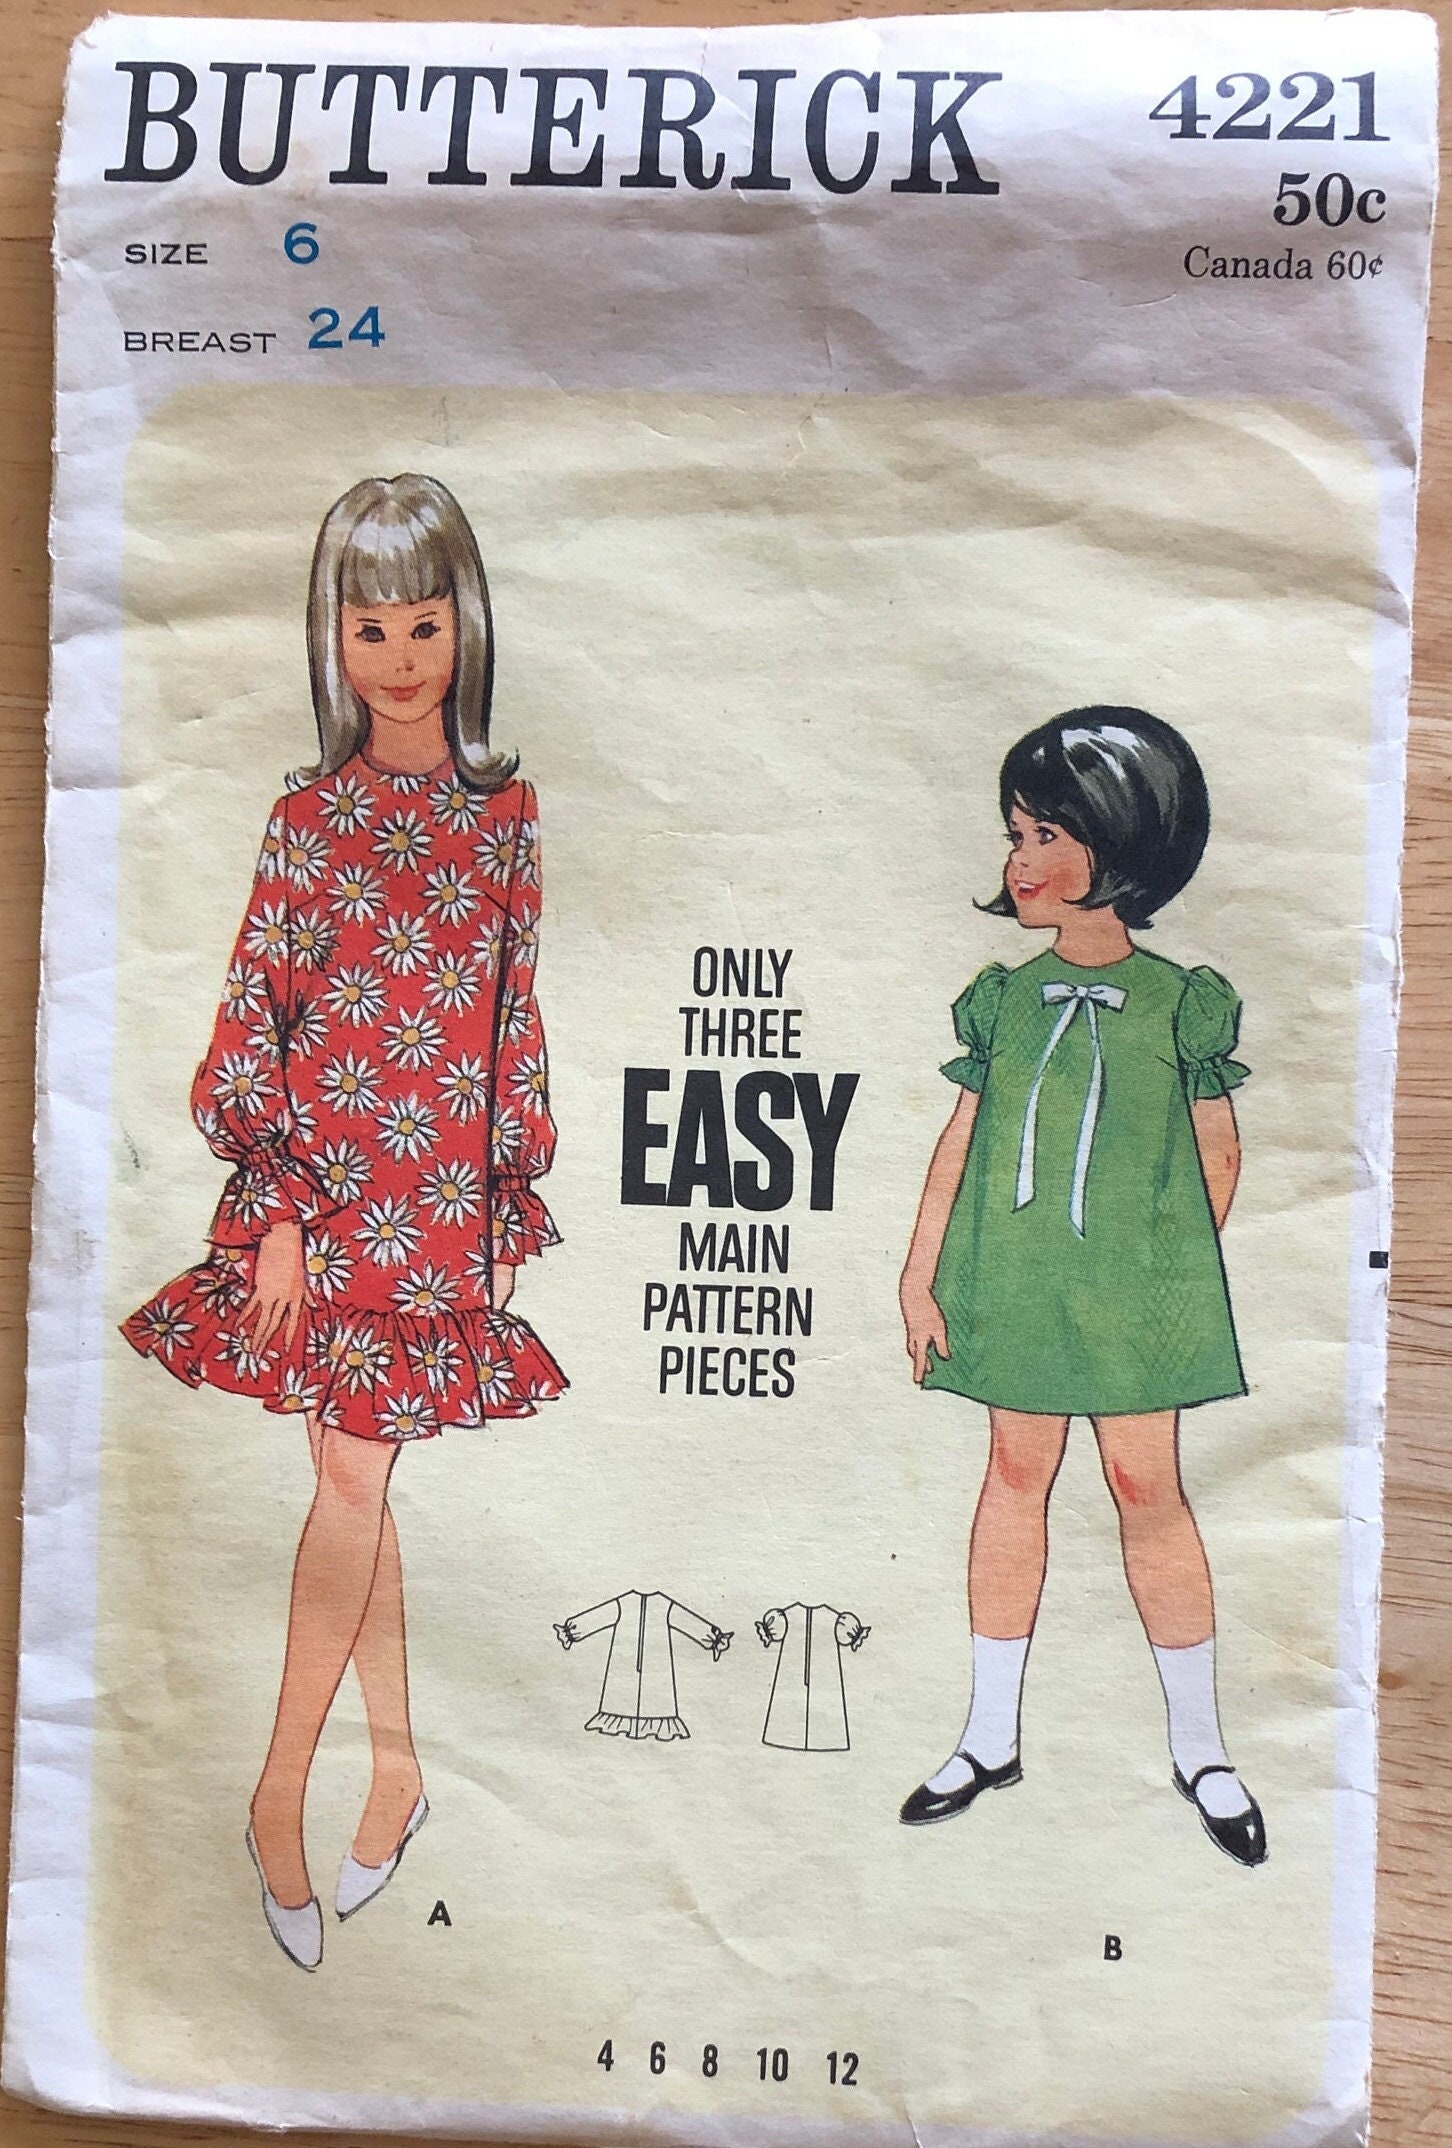 BUTTERICK 4221
50c
Canada 60¢
SIZE 6
BREAST 24
ONLY
THREE
EASY
MAIN
PATTERN
PIECES
A
B
4 6 8 10 12